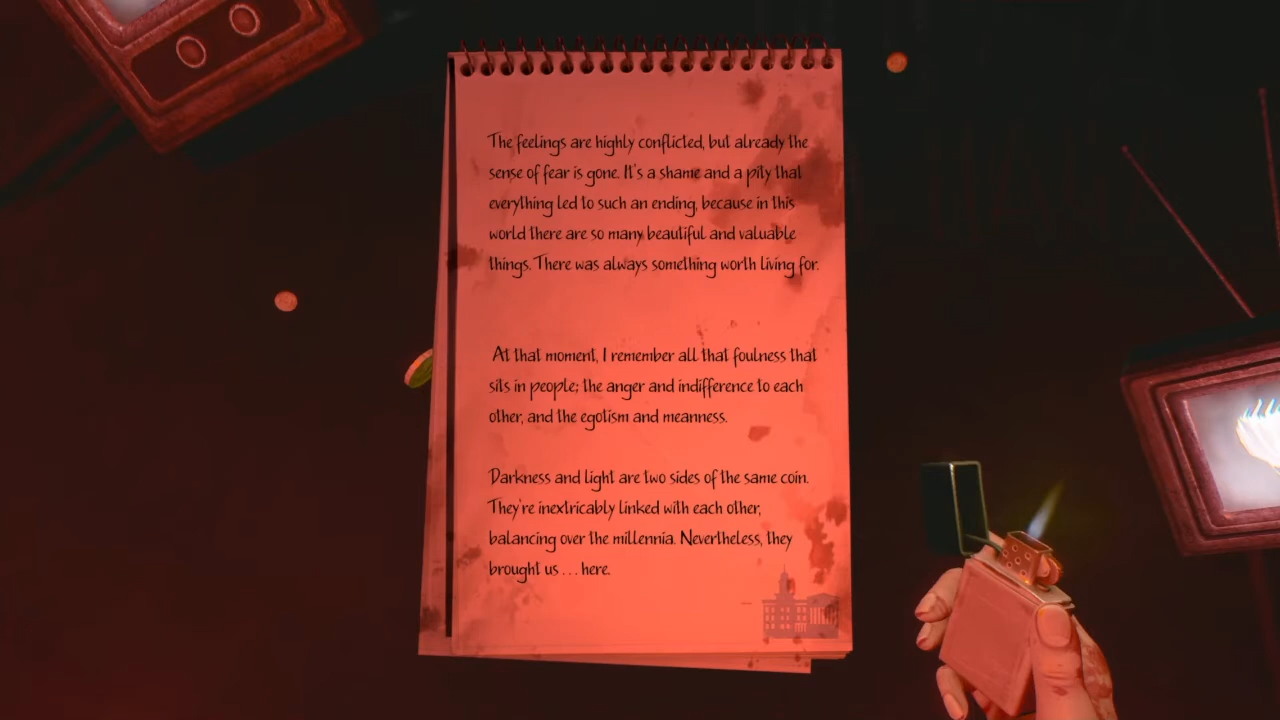 The feelings are highly conflicted, but already the
sense of fear is gone. It's a shame and a pity that
everything led to such an ending, because in this
world there are so many beautiful and valuable
things. There was always something worth living for.
At that moment, I remember all that foulness that
sits in people; the anger and indifference to each
other, and the egotism and meanness.
Darkness and light are two sides of the same coin.
They're inextricably linked with each other,
balancing over the millennia. Nevertheless, they
brought us ... here.